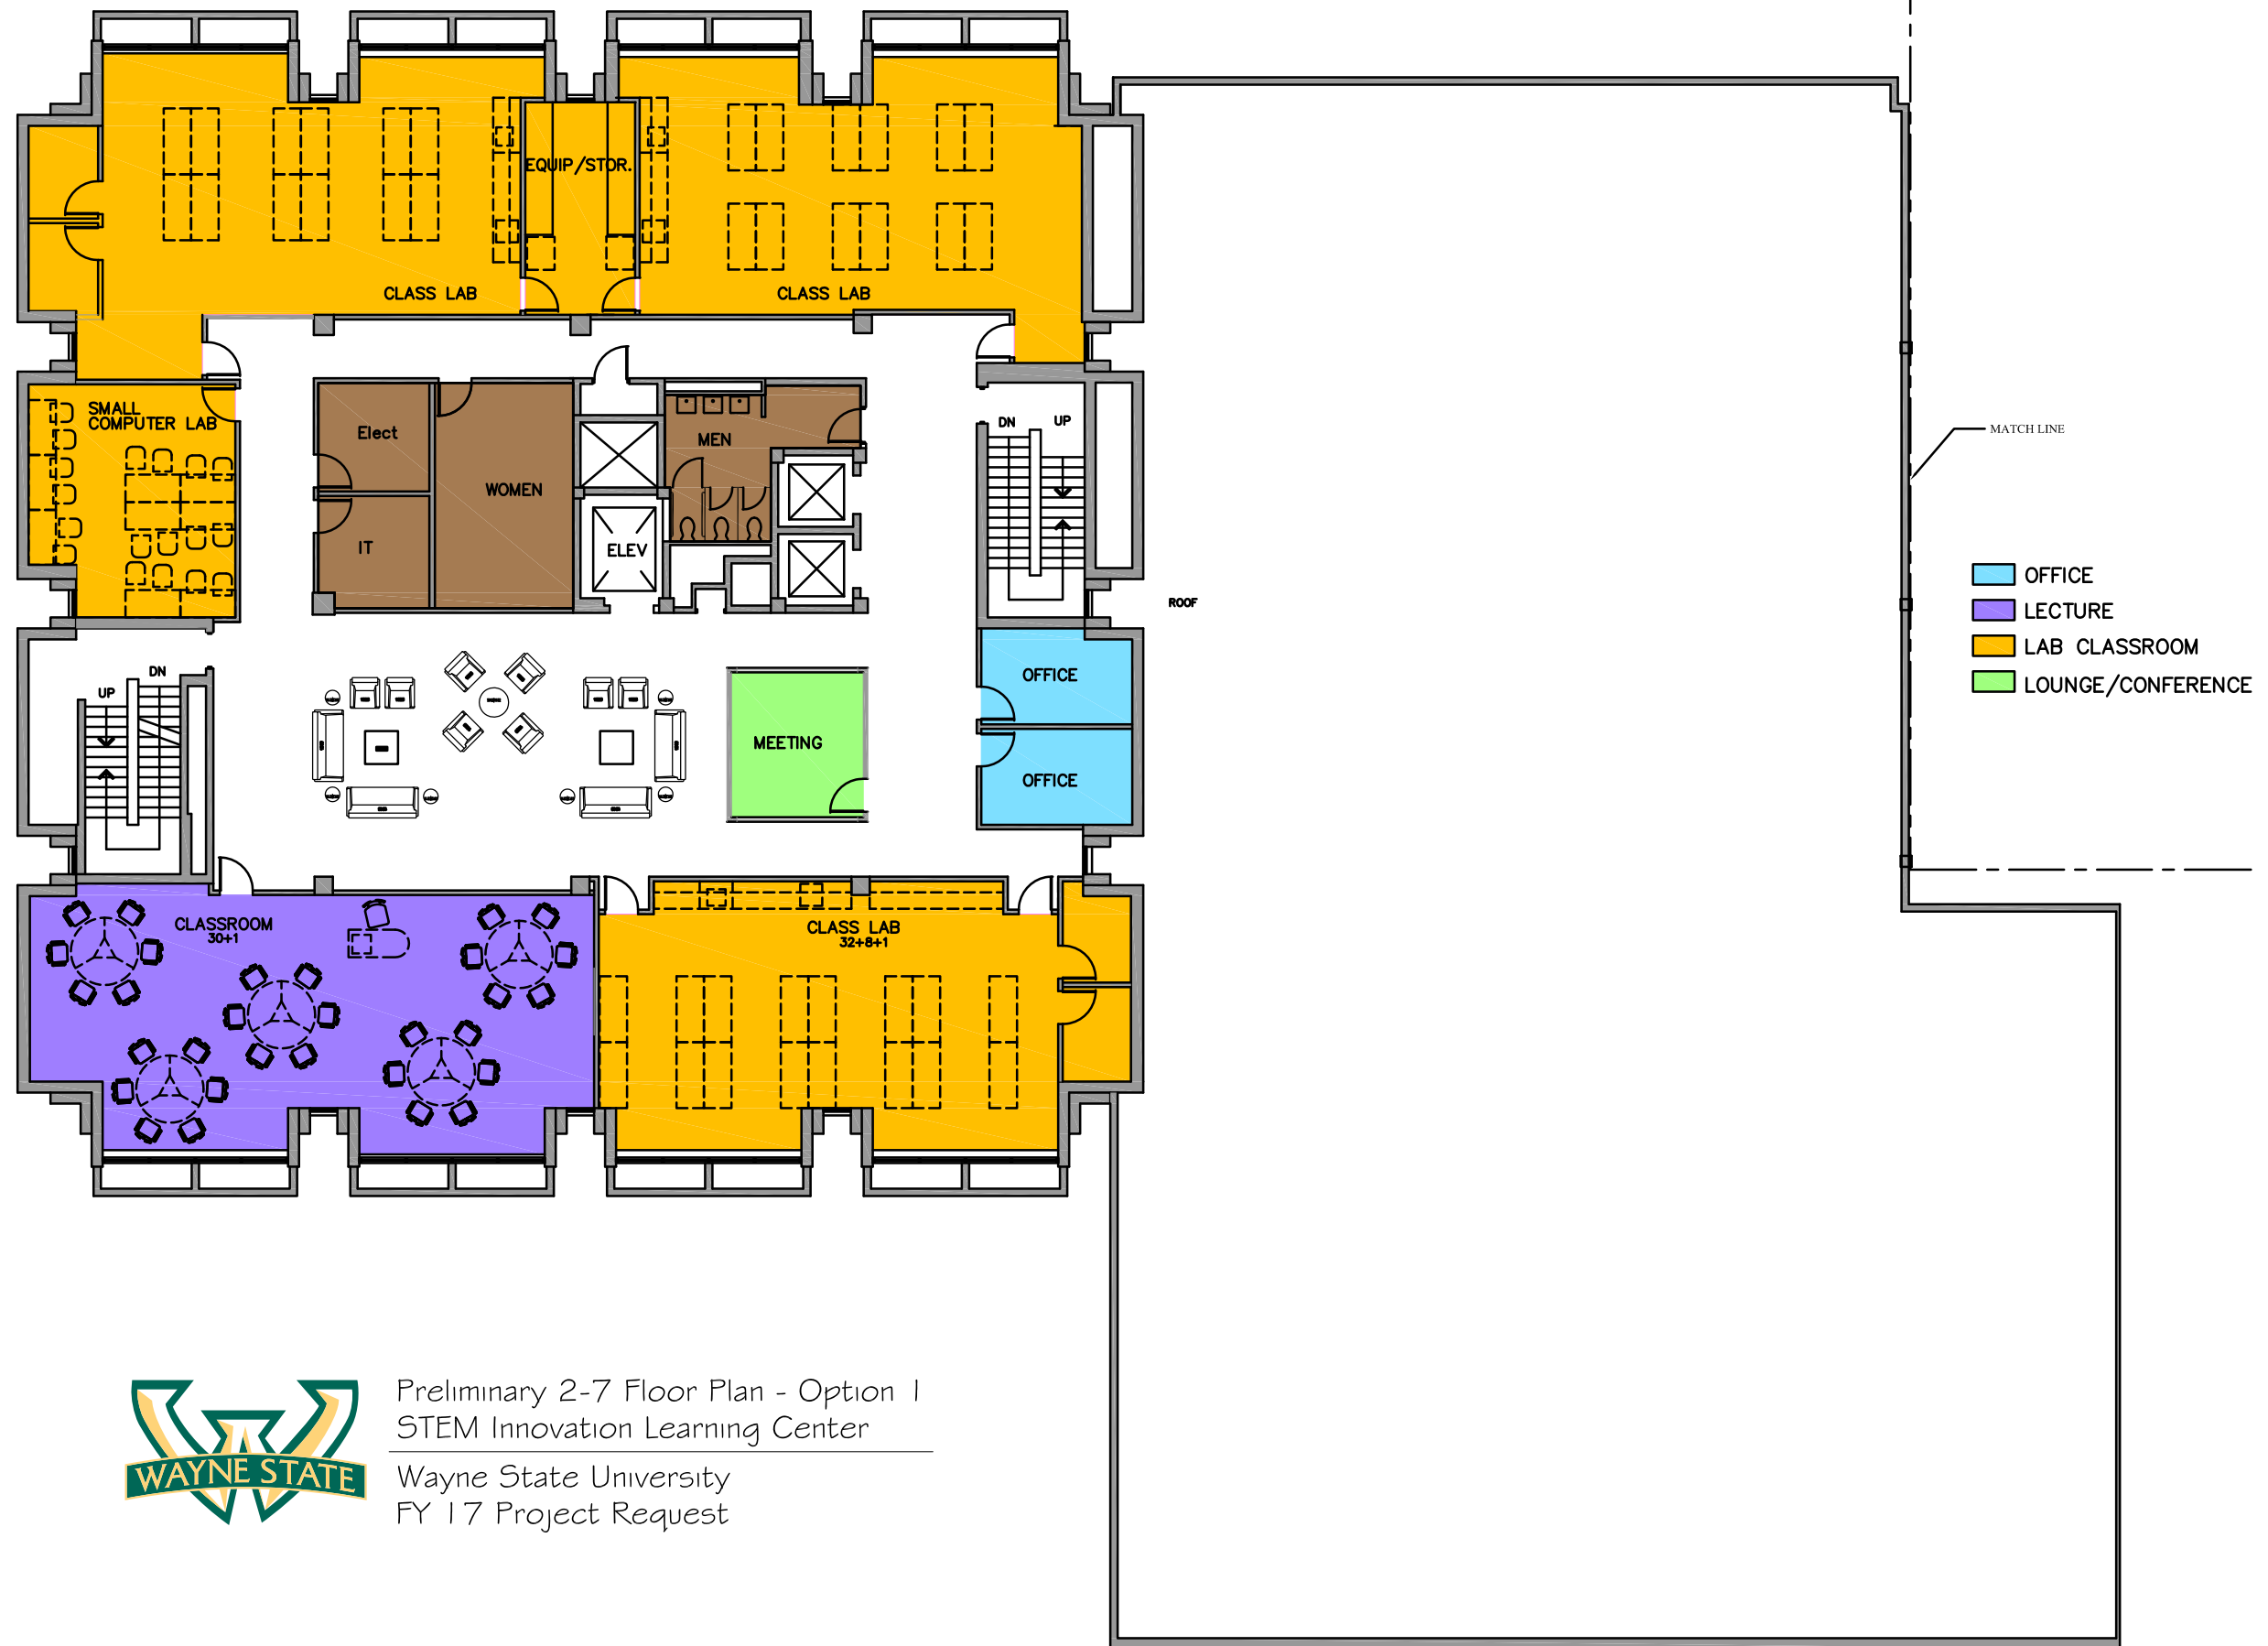 EQUIP/STOR.
CLASS LAB
CLASS LAB
SMALL
COMPUTER LAB
Elect
WOMEN
MEN
IT
ELEV
DN
UP
MATCH LINE
ROOF
OFFICE
LECTURE
LAB CLASSROOM
LOUNGE/CONFERENCE
DN
UP
OFFICE
MEETING
OFFICE
CLASSROOM
30+1
CLASS LAB
32+8+1
WAYNE STATE
Preliminary 2-7 Floor Plan - Option 1
STEM Innovation Learning Center
Wayne State University
FY 17 Project Request